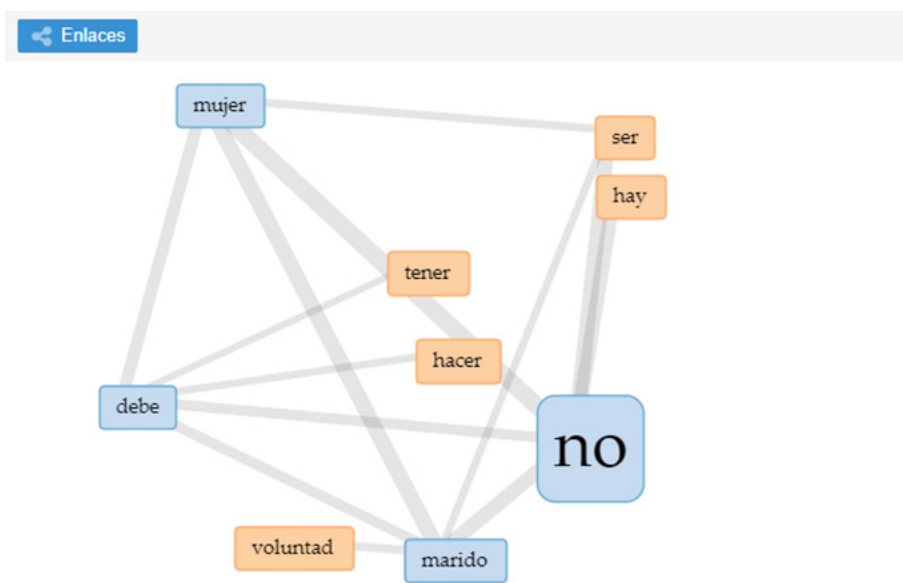 Enlaces
mujer
ser
hay
tener
hacer
debe
no
voluntad
marido